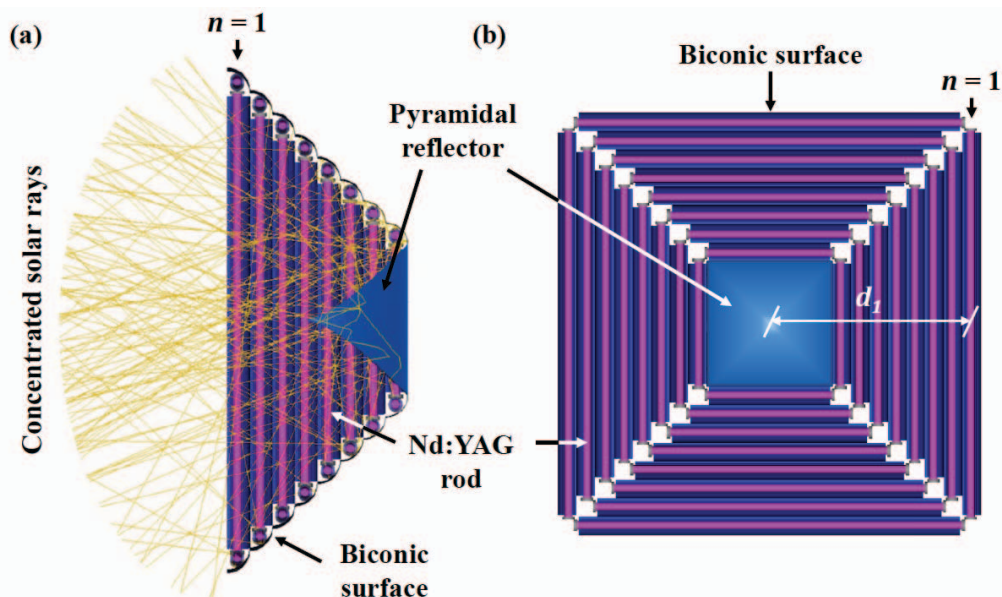 (a)
n = 1
Concentrated solar rays
Pyramidal
reflector
Nd:YAG
rod
Biconic
surface
(b)
Biconic surface
n = 1
d1